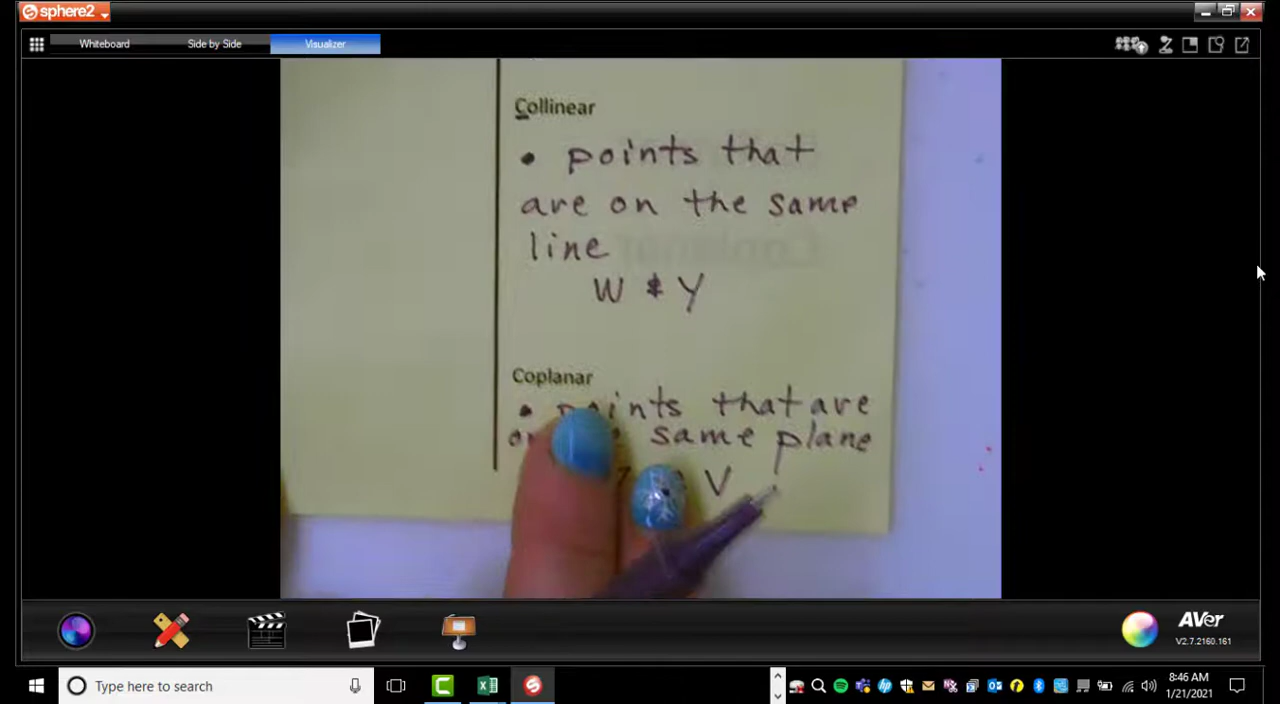 sphere2
Whiteboard Side by Side Visualizer
Collinear
• points that
are on the same
line
W & Y
Coplanar
• points that are
same plane
V
AVer
V2.7.2160.161
Type here to search
8:46 AM
1/21/2021